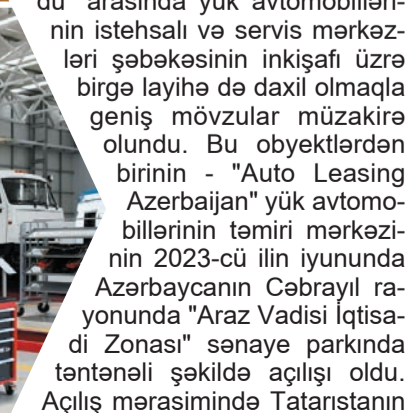 du" arasında yük avtomobilləri-
nin istehsalı və servis mərkəz-
ləri şəbəkəsinin inkişafı üzrə
birgə layihə də daxil olmaqla
geniş mövzular müzakirə
olundu. Bu obyektlərdən
birinin - "Auto Leasing
Azerbaijan" yük avtomo-
billərinin təmiri mərkəzi-
nin 2023-cü ilin iyununda
Azərbaycanın Cəbrayıl ra-
yonunda "Araz Vadisi İqtisa-
di Zonası" sənaye parkında
təntənəli şəkildə açılışı oldu.
Açılış mərasimində Tatarıstanın